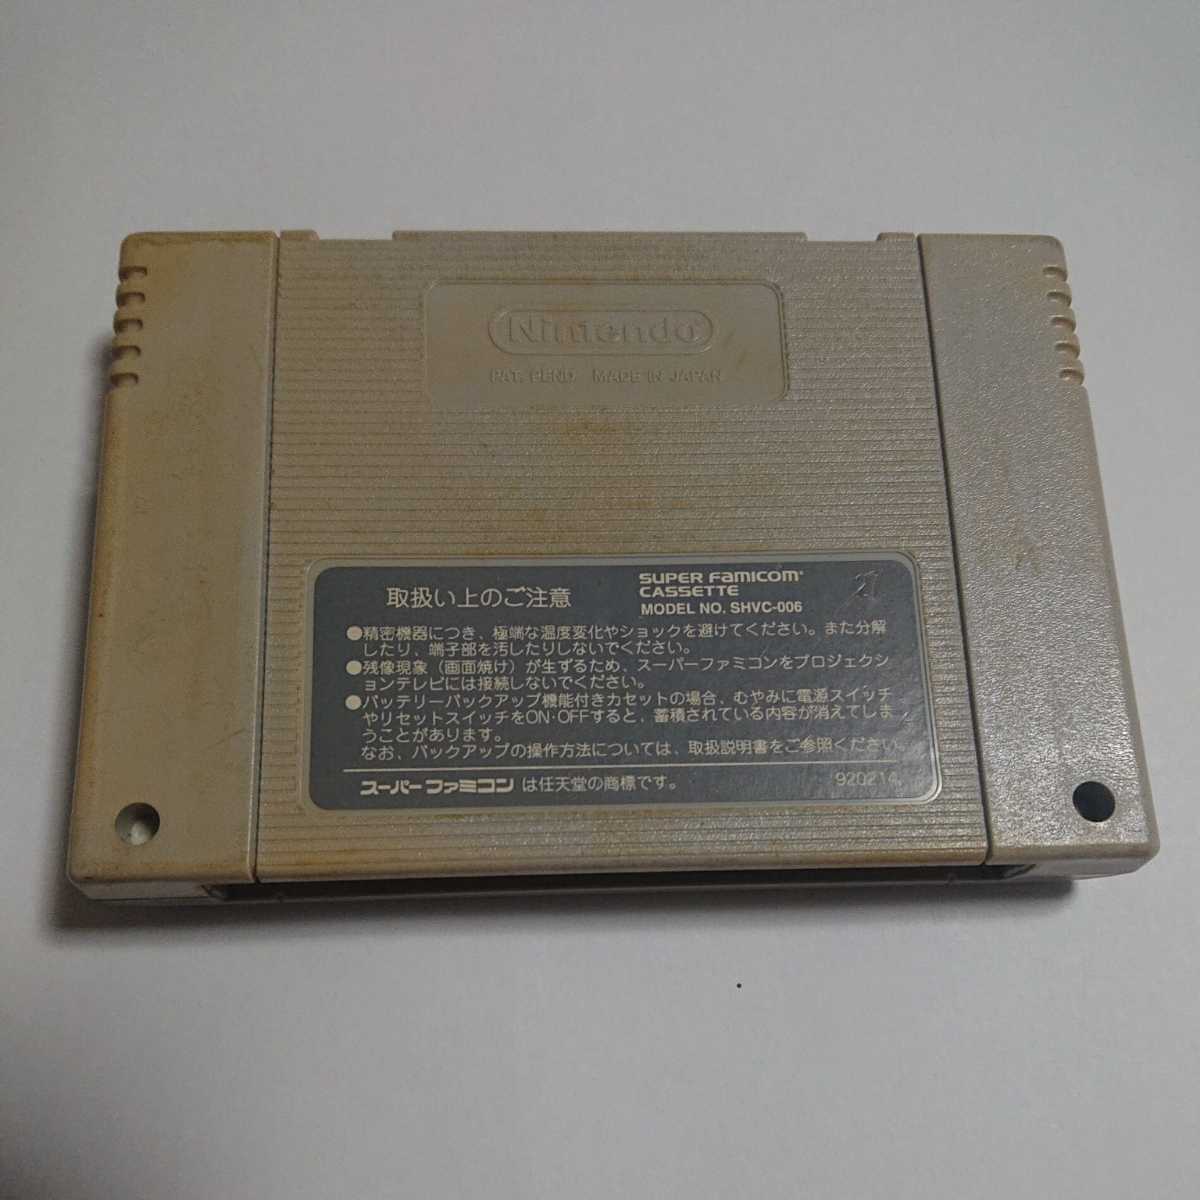 Nintendo
PAT. PEND. MADE IN JAPAN
取扱い上のご注意
SUPER FAMICOM
CASSETTE
MODEL NO. SHVC-006
●精密機器につき、極端な温度変化やショックを避けてください。また分解
したり、端子部を汚したりしないでください。
●残像現象（画面焼け）が生ずるため、スーパーファミコンをプロジェクシ
ョンテレビには接続しないでください。
●バッテリーバックアップ機能付きカセットの場合、むやみに電源スイッチ
やリセットスイッチをON・OFFすると、蓄積されている内容が消えてしま
うことがあります。
なお、バックアップの操作方法については、取扱説明書をご参照ください。
スーパーファミコンは任天堂の商標です。
920214